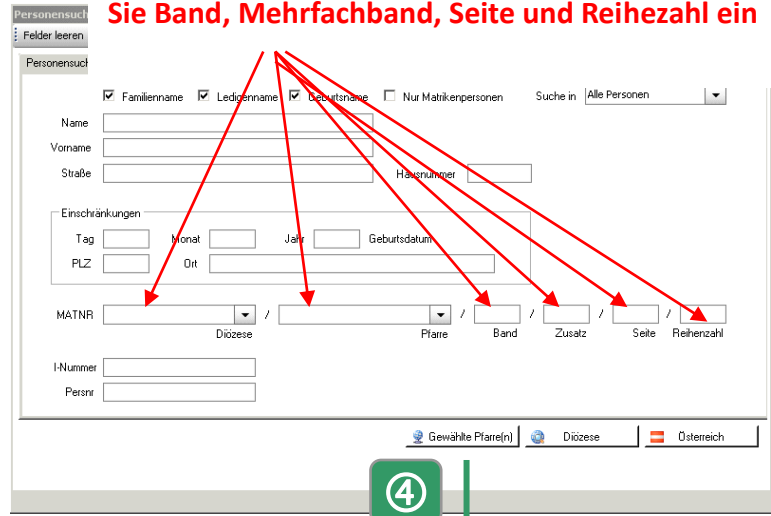 Sie Band, Mehrfachband, Seite und Reihezahl ein
Personensuch
Felder leeren
Personensuch
Familienname Ledigenname Geburtsname Nur Matrikenpersonen Suche in Alle Personen
Name
Vorname
Straße Hausnummer
Einschränkungen
Tag Monat Jahr Geburtsdatum
PLZ Ort
MATNR / / / / /
Diözese Pfarre Band Zusatz Seite Reihenzahl
I-Nummer
Persnr
Gewählte Pfarre(n) Diözese Österreich
④